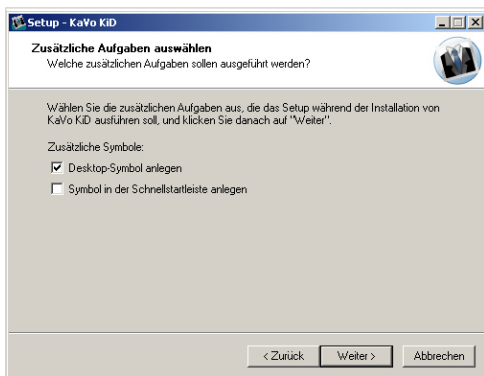 Setup - KaVo KiD
Zusätzliche Aufgaben auswählen
Welche zusätzlichen Aufgaben sollen ausgeführt werden?
Wählen Sie die zusätzlichen Aufgaben aus, die das Setup während der Installation von
KaVo KiD ausführen soll, und klicken Sie danach auf "Weiter".
Zusätzliche Symbole:
Desktop-Symbol anlegen
Symbol in der Schnellstartleiste anlegen
< Zurück Weiter > Abbrechen